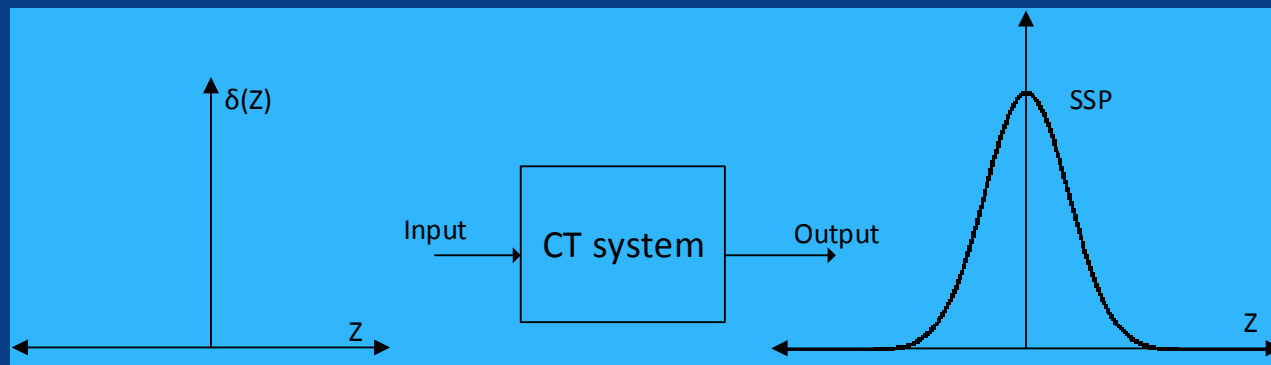 δ(Z)
Z
Input
CT system
Output
SSP
Z